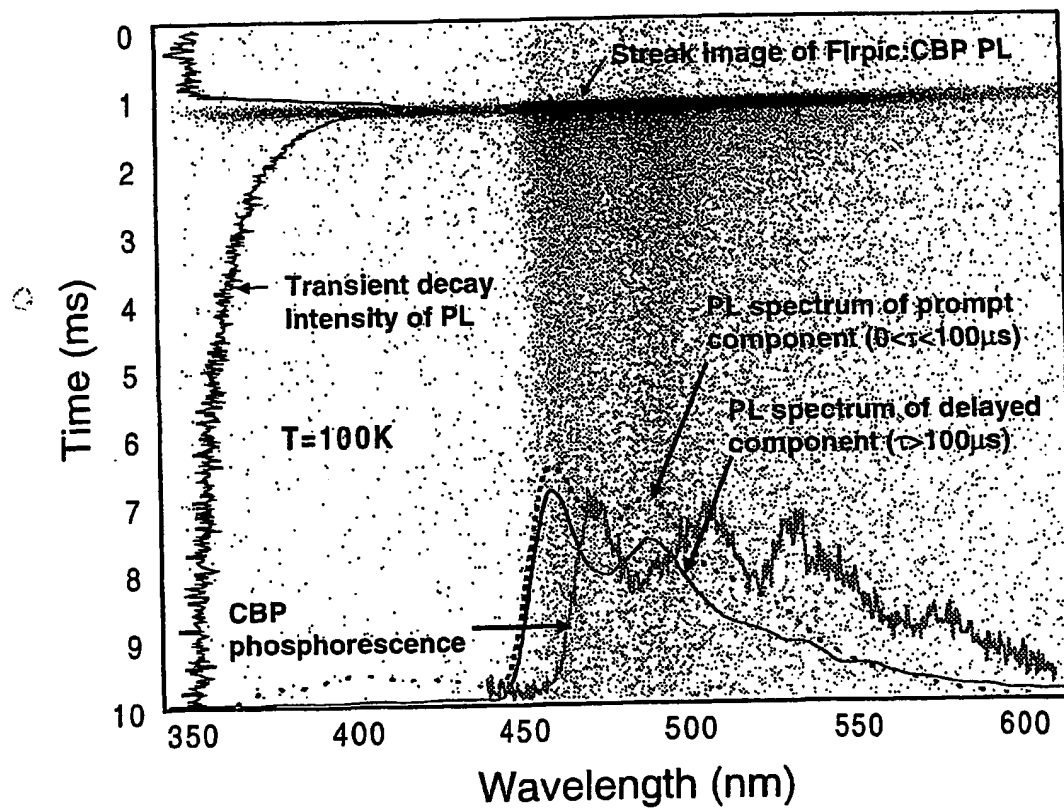 Streak image of Firpic:CBP PL
Transient decay
intensity of PL
PL spectrum of prompt
component (0<τ<100μs)
PL spectrum of delayed
component (τ>100μs)
T=100K
CBP
phosphorescence
Time (ms)
0
1
2
3
4
5
6
7
8
9
10
350 400 450 500 550 600
Wavelength (nm)